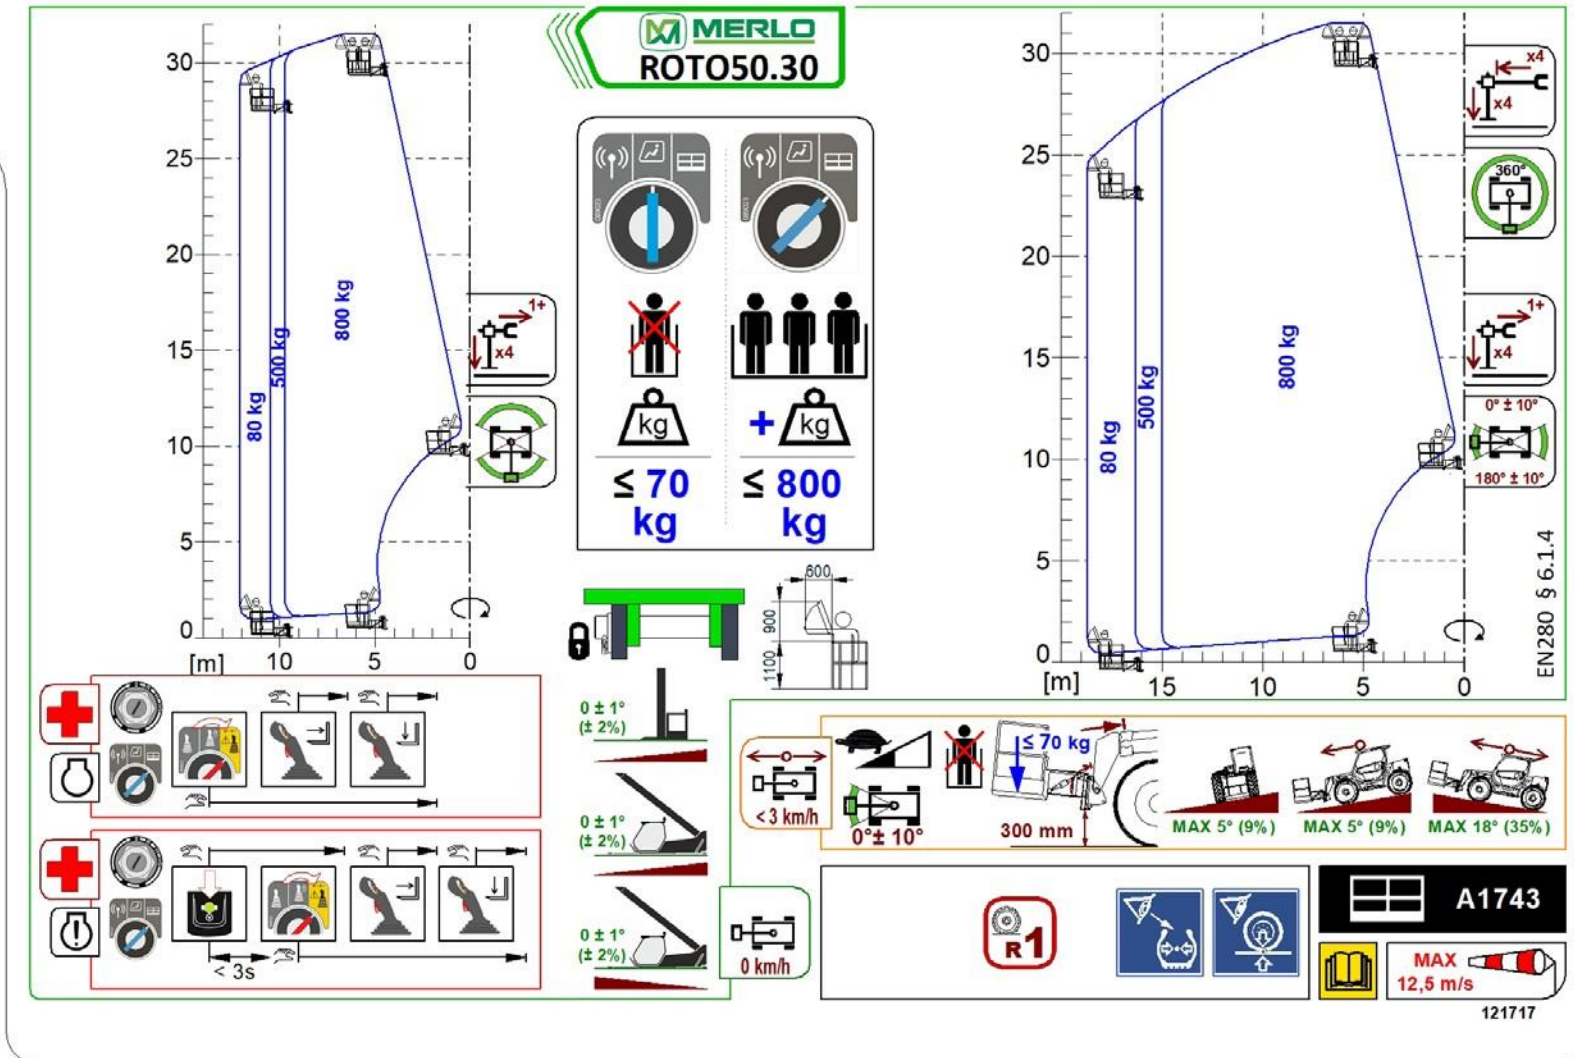 MERLO
ROTO50.30
30
25
20
15
10
5
0
[m]
10
5
0
80 kg
500 kg
800 kg
1+
x4
kg
≤ 70
kg
+
kg
≤ 800
kg
600
900
1100
30
25
20
15
10
5
0
[m]
15
10
5
0
80 kg
500 kg
800 kg
x4
x4
360°
1+
x4
0° ± 10°
180° ± 10°
EN280 § 6.1.4
< 3s
0 ± 1°
(± 2%)
0 ± 1°
(± 2%)
0 ± 1°
(± 2%)
< 3 km/h
0°± 10°
≤ 70 kg
300 mm
MAX 5° (9%)
MAX 5° (9%)
MAX 18° (35%)
0 km/h
R1
A1743
MAX
12,5 m/s
121717